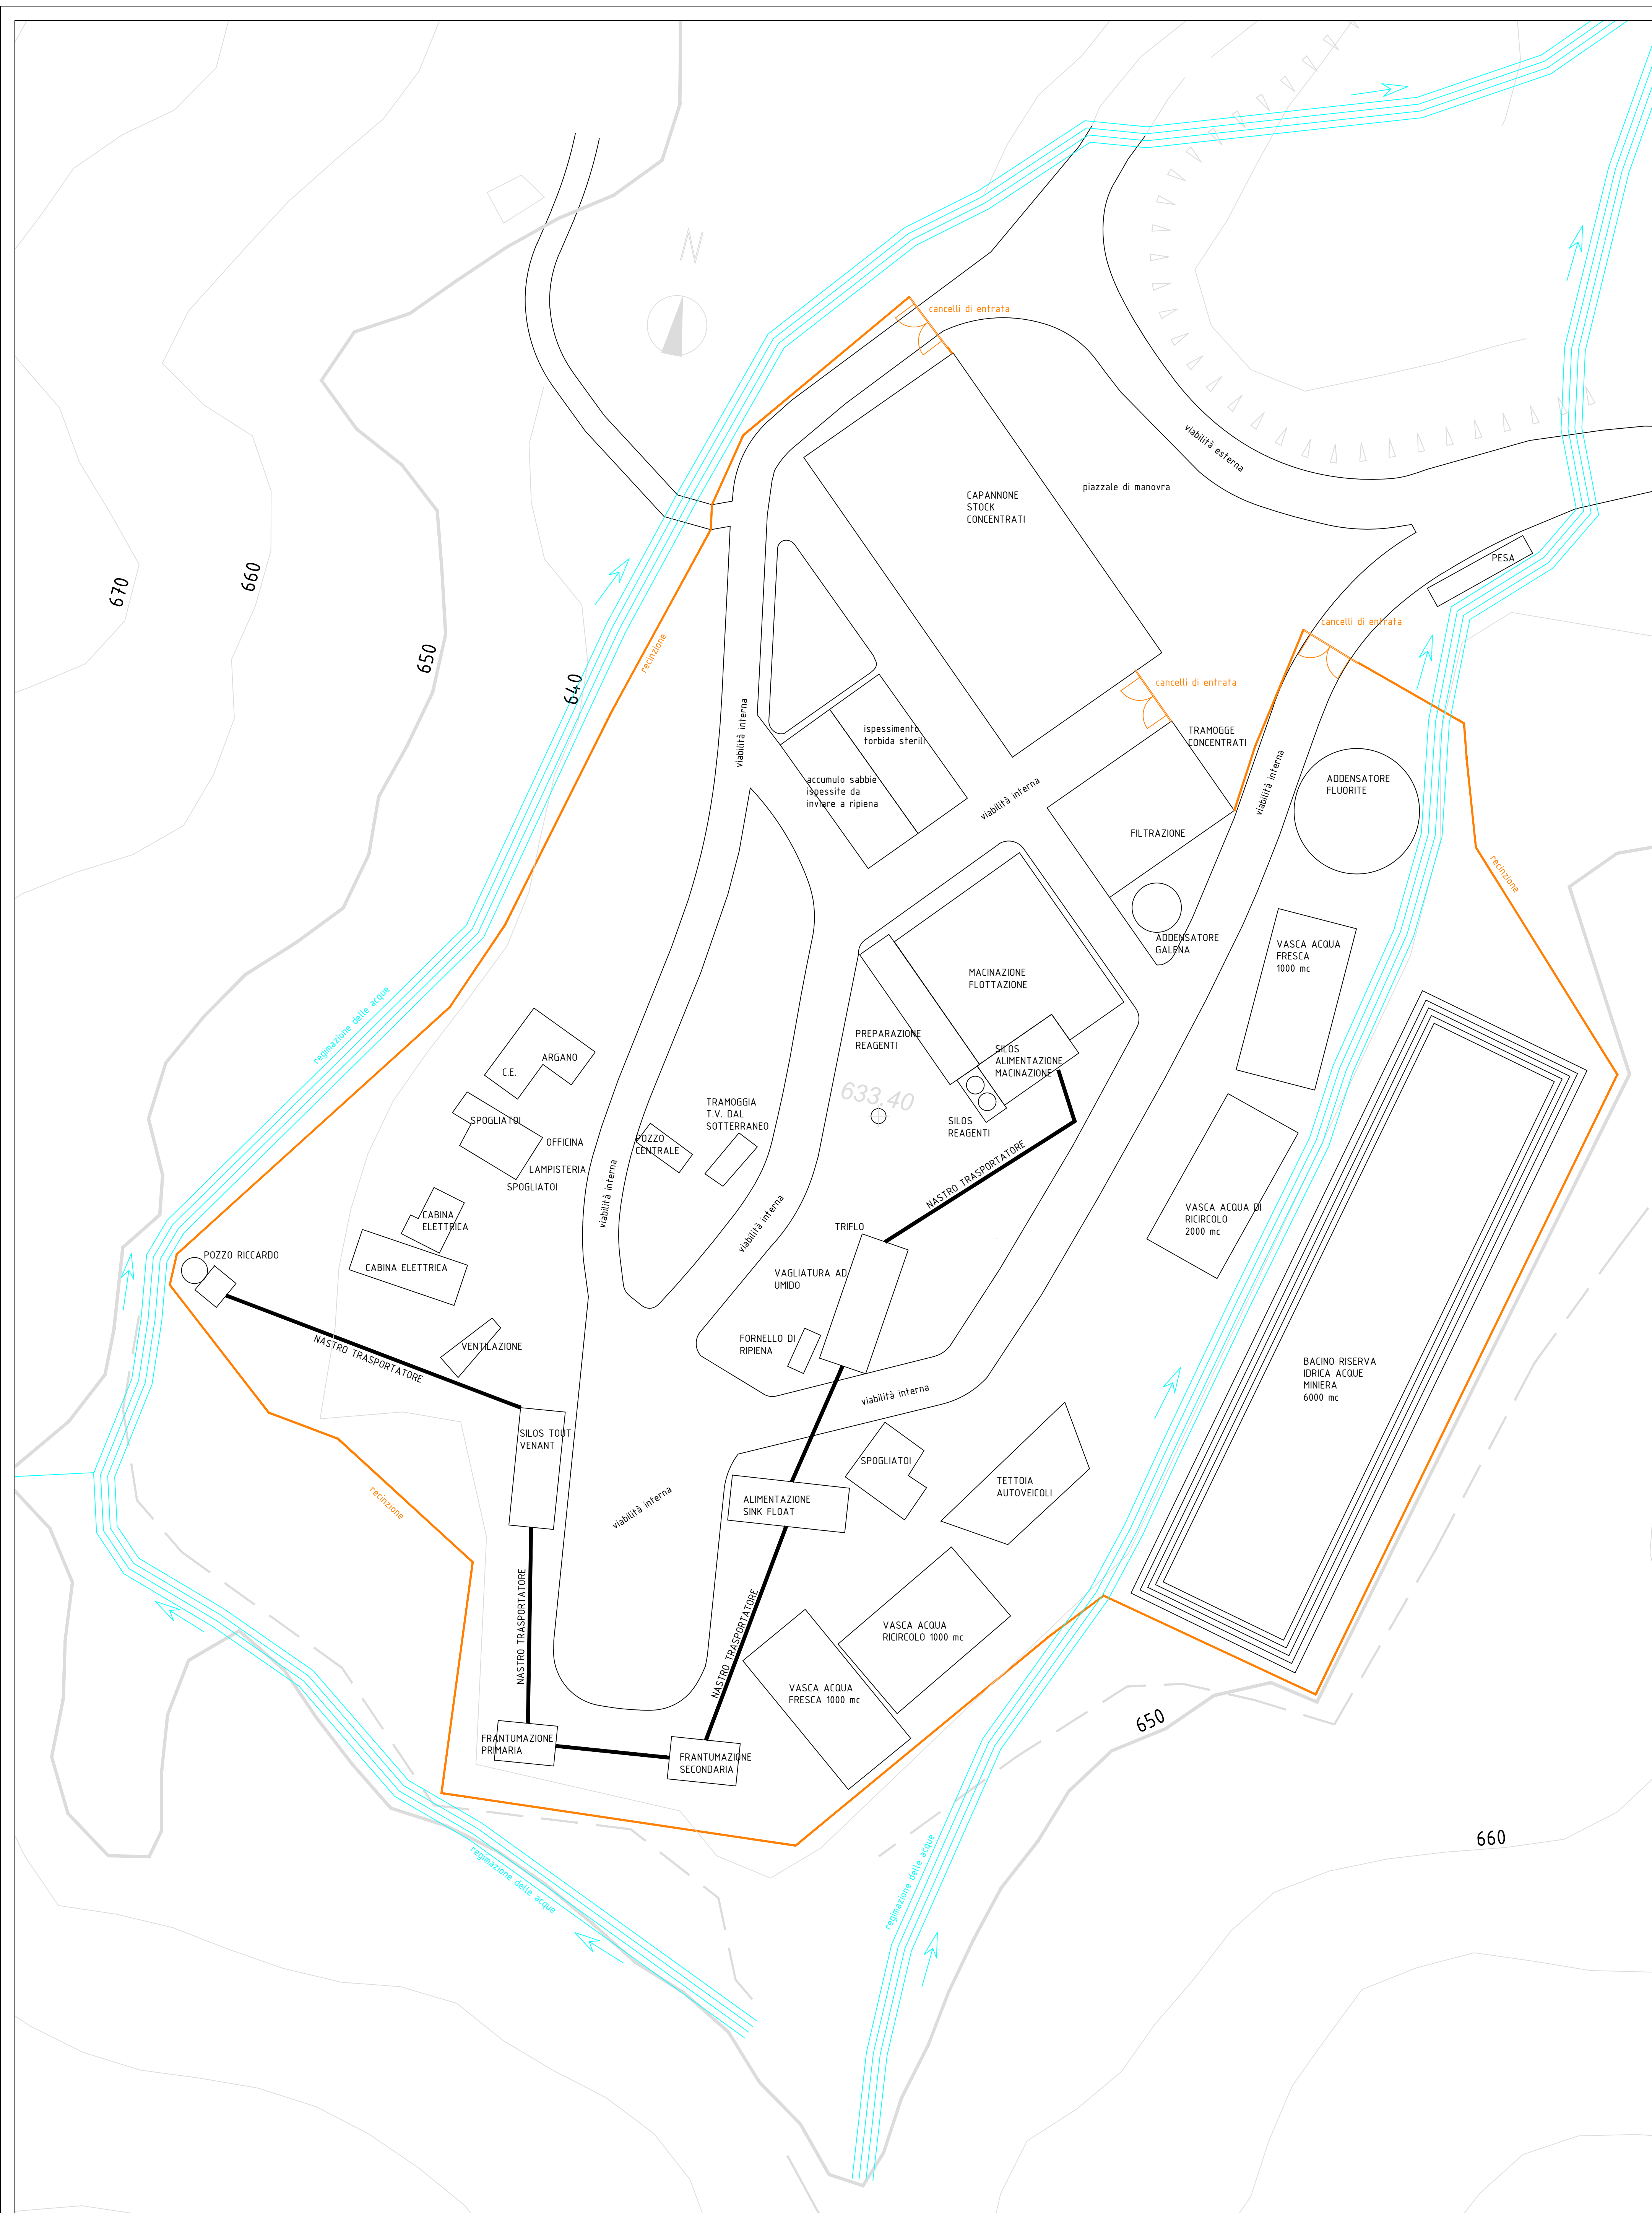 N
cancelli di entrata
viabilità esterna
CAPANNONE
STOCK
CONCENTRATI
piazzale di manovra
PESA
670
660
650
640
recinzione
cancelli di entrata
cancelli di entrata
viabilità interna
ispessimento
torbida sterili
TRAMOGGE
CONCENTRATI
accumulo sabbie
ispessite da
inviare a ripiena
viabilità interna
viabilità interna
ADDENSATORE
FLUORITE
FILTRAZIONE
recinzione
ADDENSATORE
GALENA
VASCA ACQUA
FRESCA
1000 mc
MACINAZIONE
FLOTTAZIONE
regimazione delle acque
PREPARAZIONE
REAGENTI
SILOS
ALIMENTAZIONE
MACINAZIONE
ARGANO
C.E.
633.40
TRAMOGGIA
T.V. DAL
SOTTERRANEO
SPOGLIATOI
SILOS
REAGENTI
POZZO
CENTRALE
OFFICINA
LAMPISTERIA
SPOGLIATOI
NASTRO TRASPORTATORE
viabilità interna
viabilità interna
CABINA
ELETTRICA
VASCA ACQUA DI
RICIRCOLO
2000 mc
TRIFLO
POZZO RICCARDO
CABINA ELETTRICA
VAGLIATURA AD
UMIDO
FORNELLO DI
RIPIENA
VENTILAZIONE
NASTRO TRASPORTATORE
BACINO RISERVA
IDRICA ACQUE
MINIERA
6000 mc
viabilità interna
SILOS TOUT
VENANT
SPOGLIATOI
TETTOIA
AUTOVEICOLI
recinzione
viabilità interna
ALIMENTAZIONE
SINK FLOAT
NASTRO TRASPORTATORE
NASTRO TRASPORTATORE
VASCA ACQUA
RICIRCOLO 1000 mc
VASCA ACQUA
FRESCA 1000 mc
650
FRANTUMAZIONE
PRIMARIA
FRANTUMAZIONE
SECONDARIA
660
regimazione delle acque
regimazione delle acque